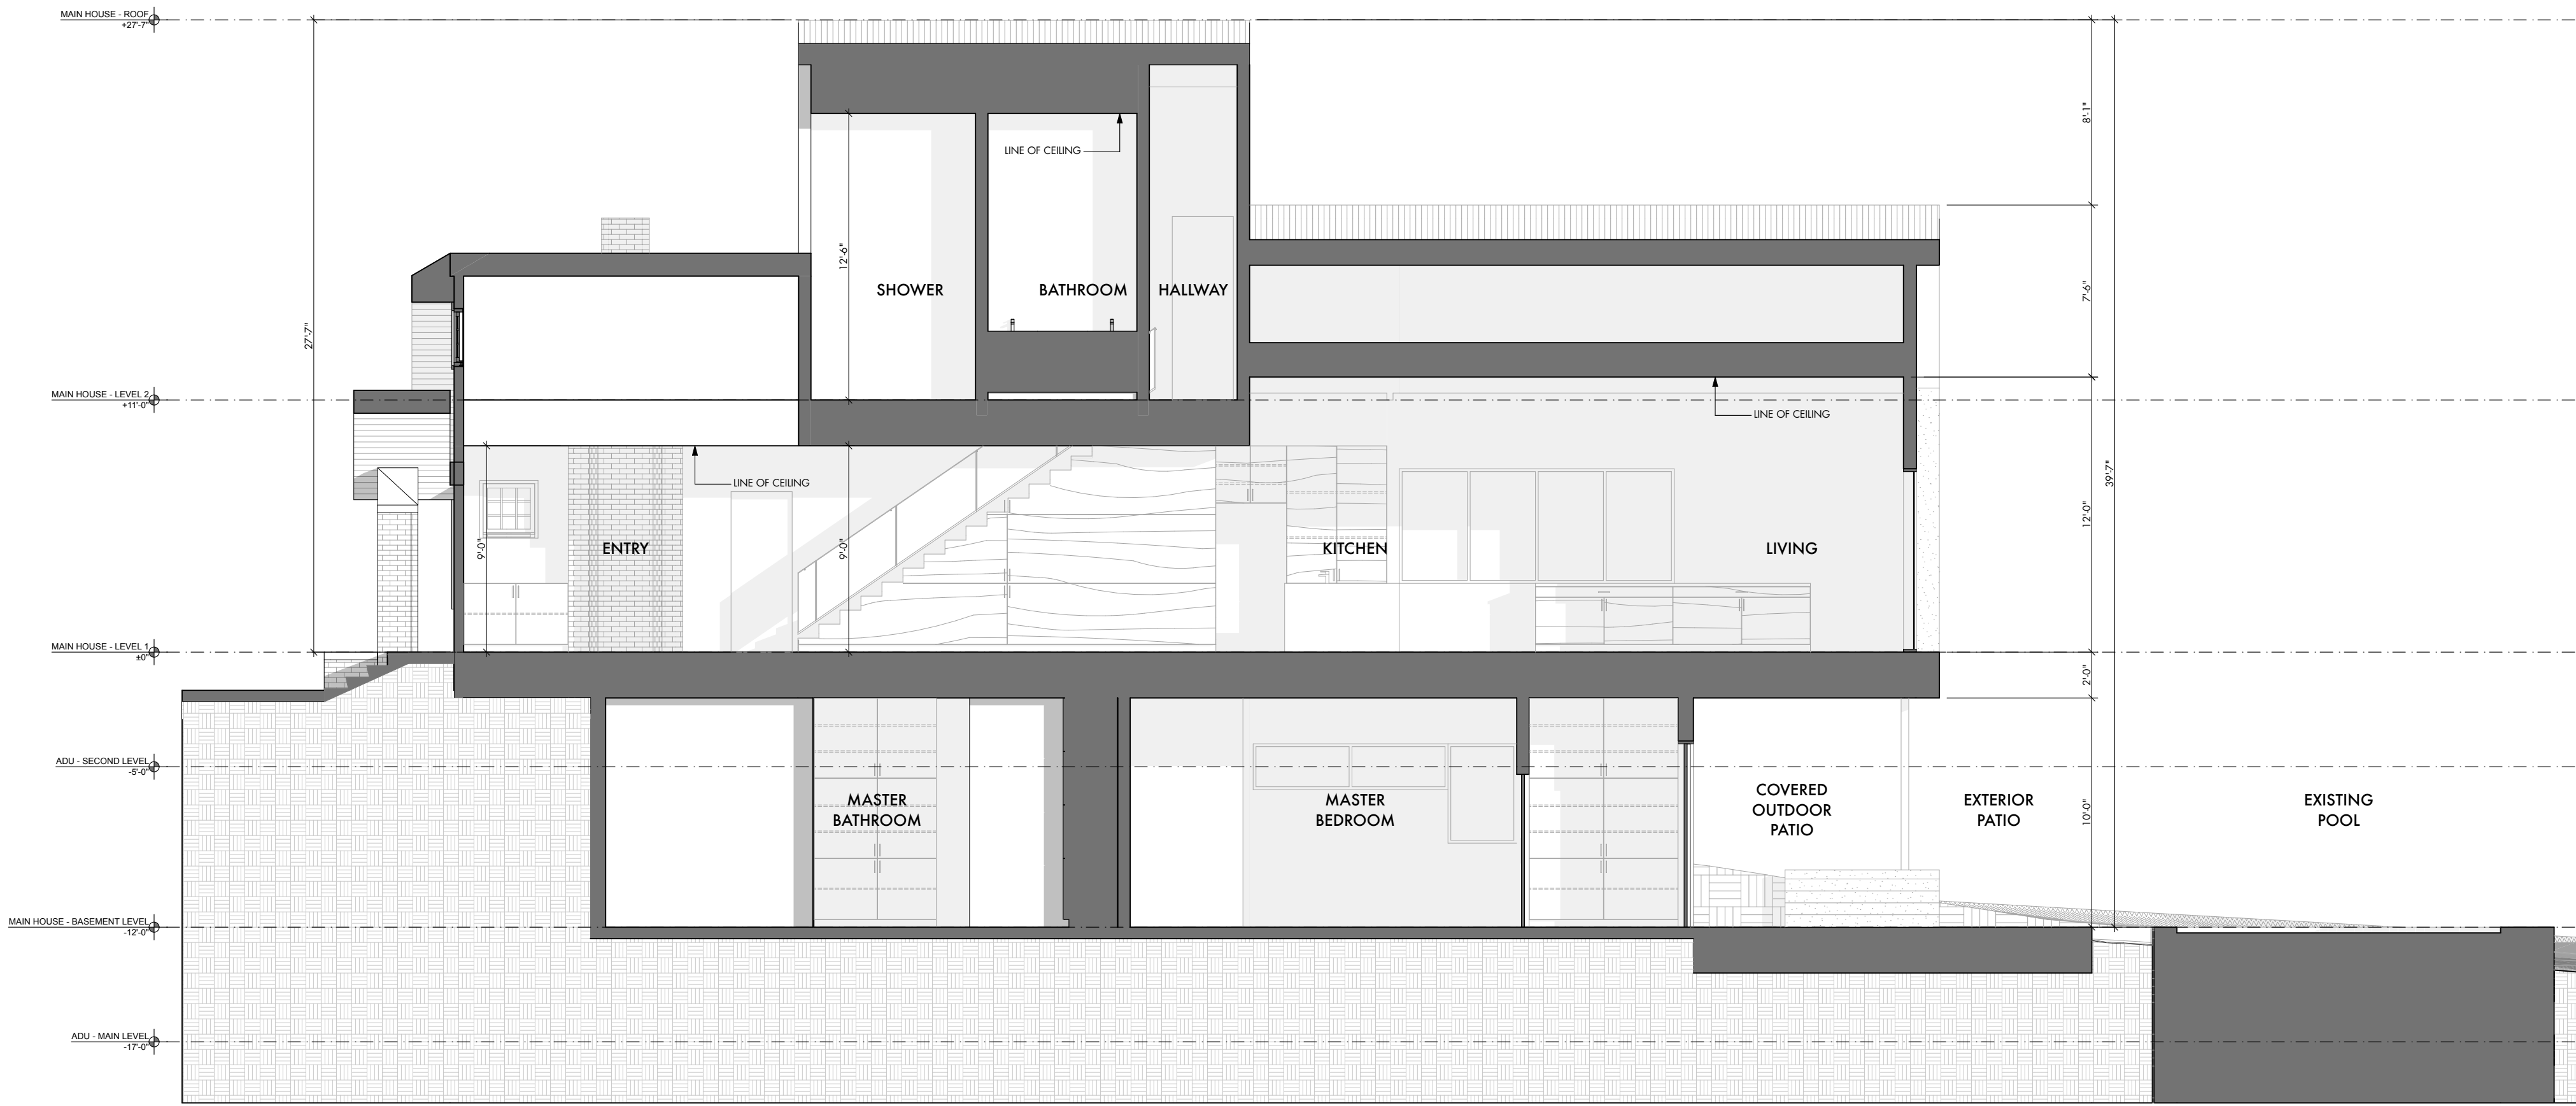 MAIN HOUSE - ROOF
+27'-7"
8'-1"
LINE OF CEILING
12'-6"
SHOWER
BATHROOM
HALLWAY
7'-6"
27'-7"
MAIN HOUSE - LEVEL 2
+11'-0"
LINE OF CEILING
39'-7"
LINE OF CEILING
12'-0"
9'-0"
ENTRY
9'-0"
KITCHEN
LIVING
MAIN HOUSE - LEVEL 1
±0"
2'-0"
ADU - SECOND LEVEL
-5'-0"
MASTER
BATHROOM
MASTER
BEDROOM
COVERED
OUTDOOR
PATIO
EXTERIOR
PATIO
10'-0"
EXISTING
POOL
MAIN HOUSE - BASEMENT LEVEL
-12'-0"
ADU - MAIN LEVEL
-17'-0"